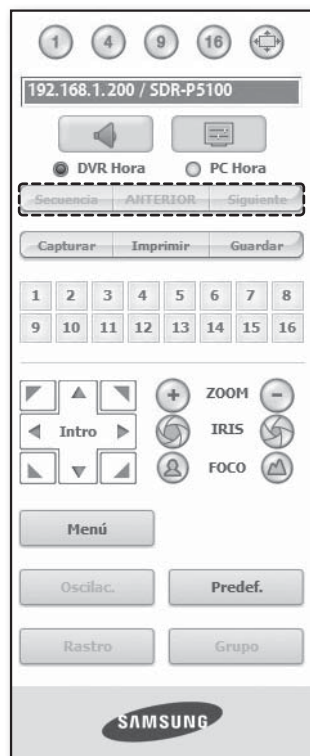 1 4 9 16
192.168.1.200 / SDR-P5100
DVR Hora PC Hora
Secuencia ANTERIOR Siguiente
Capturar Imprimir Guardar
1 2 3 4 5 6 7 8
9 10 11 12 13 14 15 16
+ ZOOM -
Intro IRIS
FOCO
Menú
Oscilac. Predef.
Rastro Grupo
SAMSUNG